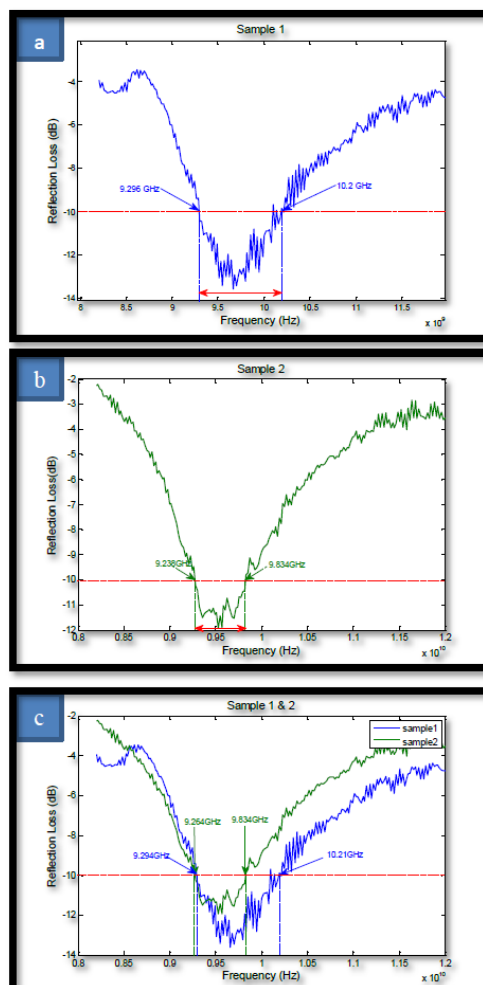 a
Sample 1
Reflection Loss (dB)
-4
-6
-8
-10
-12
-14
9.296 GHz
10.2 GHz
8 8.5 9 9.5 10 10.5 11 11.5
Frequency (Hz)
x 10⁹
b
Sample 2
Reflection Loss(dB)
-2
-3
-4
-5
-6
-7
-8
-9
-10
-11
-12
9.238GHz
9.834GHz
0.8 0.85 0.9 0.95 1 1.05 1.1 1.15 1.2
Frequency (Hz)
x 10¹⁰
c
Sample 1 & 2
sample1
sample2
Reflection Loss (dB)
-2
-4
-6
-8
-10
-12
-14
9.264GHz
9.834GHz
9.294GHz
10.21GHz
0.8 0.85 0.9 0.95 1 1.05 1.1 1.15 1.2
Frequency (Hz)
x 10¹⁰